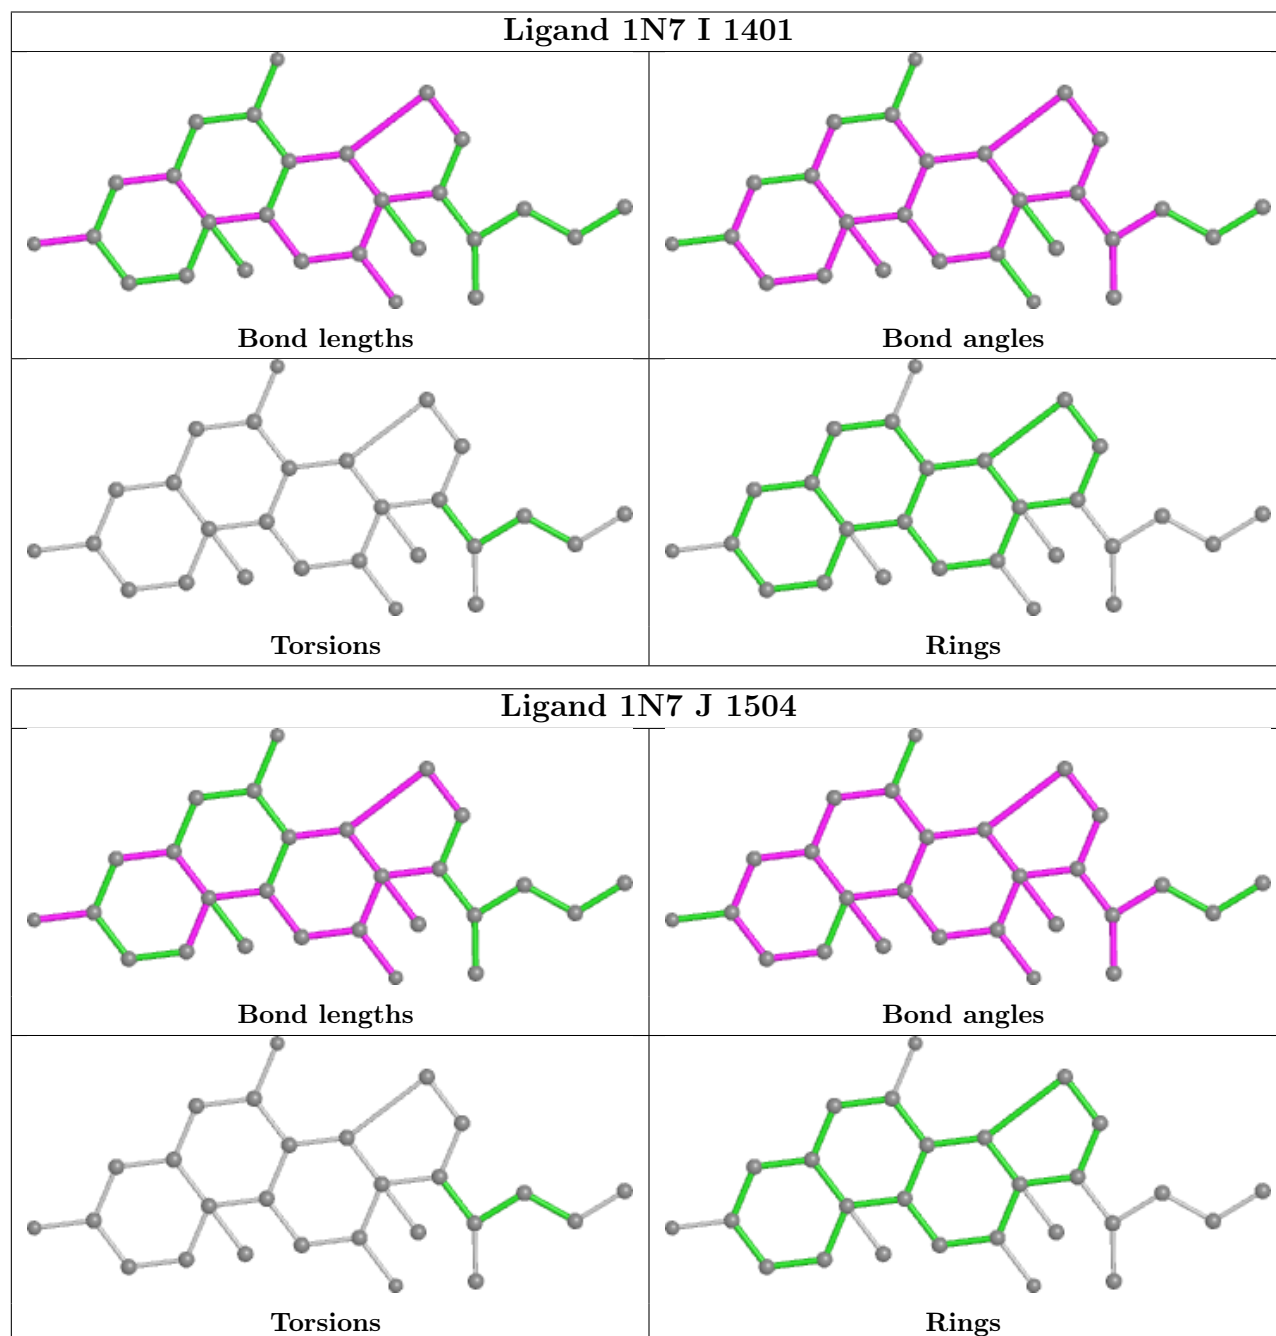 Ligand 1N7 I 1401
Bond lengths
Bond angles
Torsions
Rings
Ligand 1N7 J 1504
Bond lengths
Bond angles
Torsions
Rings